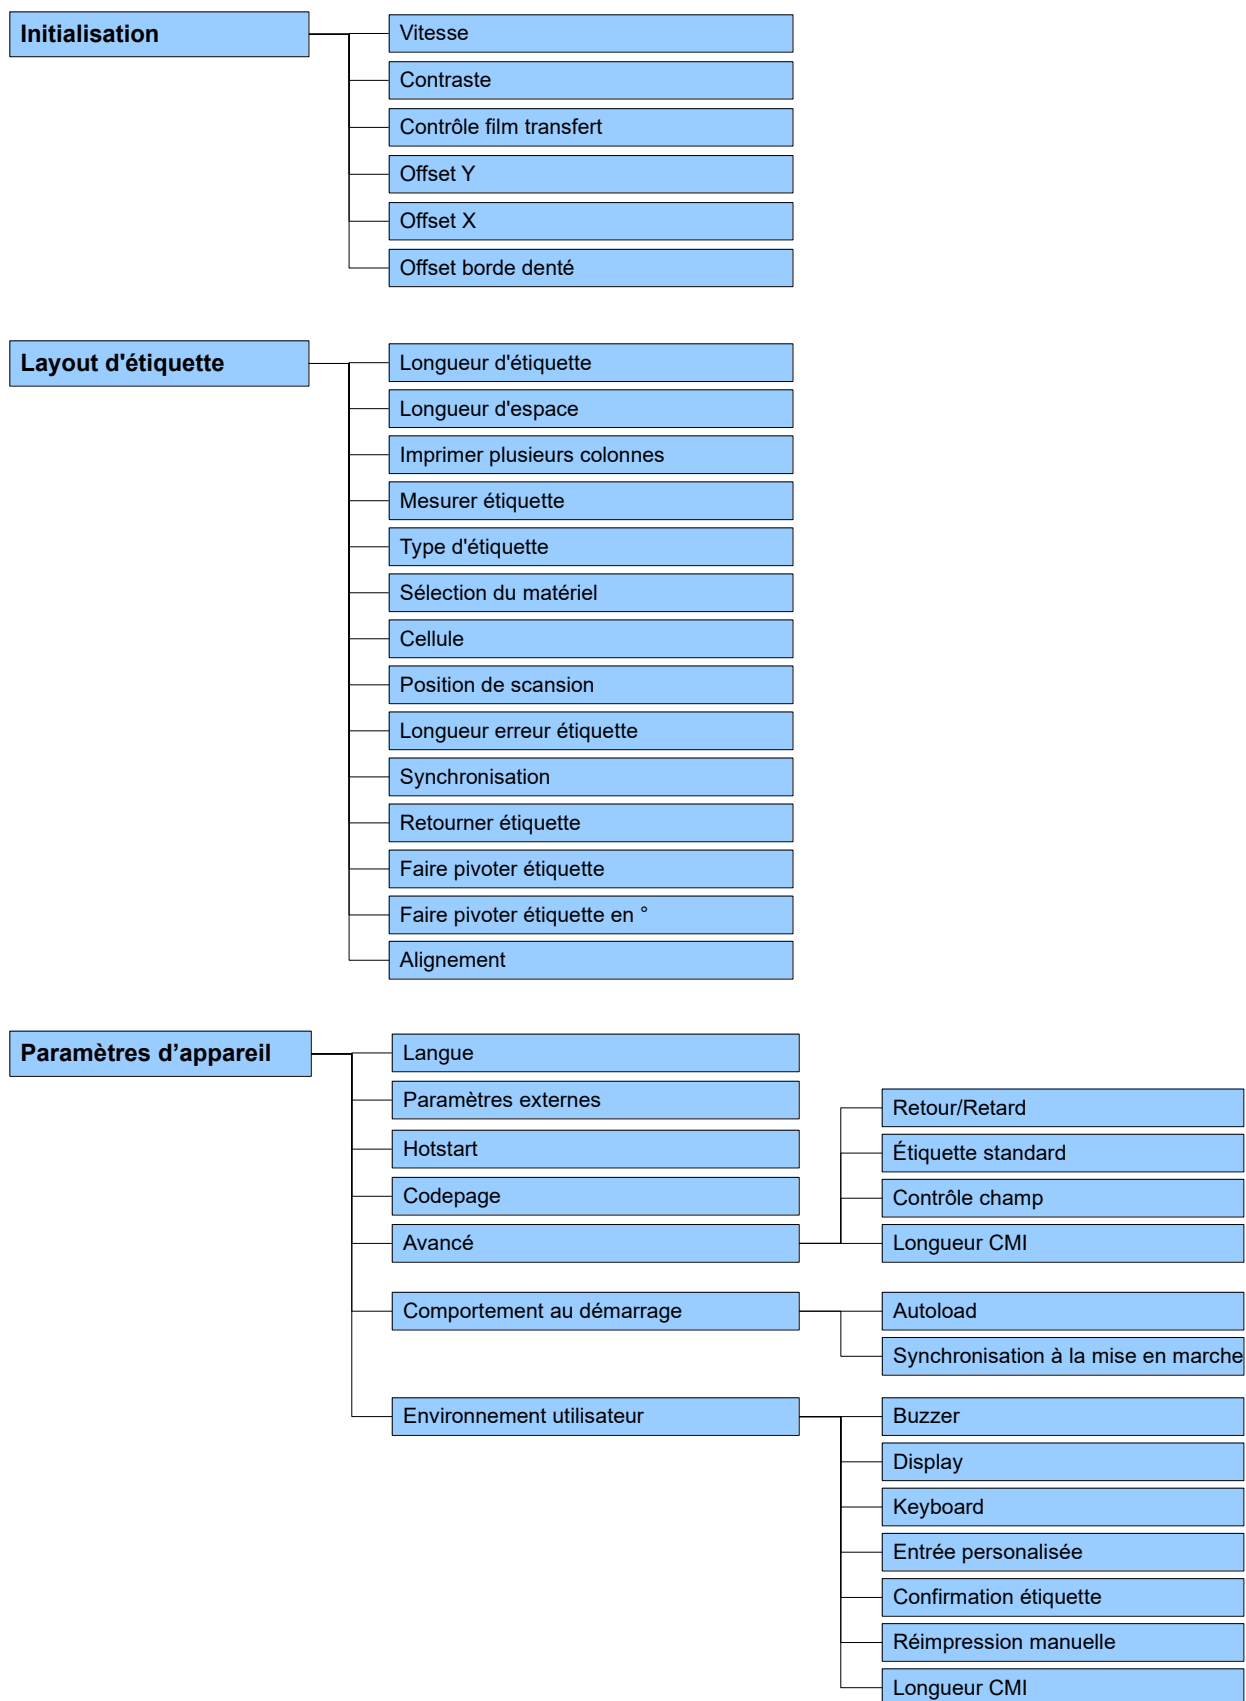 Initialisation
Vitesse
Contraste
Contrôle film transfert
Offset Y
Offset X
Offset borde denté
Layout d'étiquette
Longueur d'étiquette
Longueur d'espace
Imprimer plusieurs colonnes
Mesurer étiquette
Type d'étiquette
Sélection du matériel
Cellule
Position de scansion
Longueur erreur étiquette
Synchronisation
Retourner étiquette
Faire pivoter étiquette
Faire pivoter étiquette en °
Alignement
Paramètres d’appareil
Langue
Paramètres externes
Hotstart
Codepage
Avancé
Retour/Retard
Étiquette standard
Contrôle champ
Longueur CMI
Comportement au démarrage
Autoload
Synchronisation à la mise en marche
Environnement utilisateur
Buzzer
Display
Keyboard
Entrée personalisée
Confirmation étiquette
Réimpression manuelle
Longueur CMI